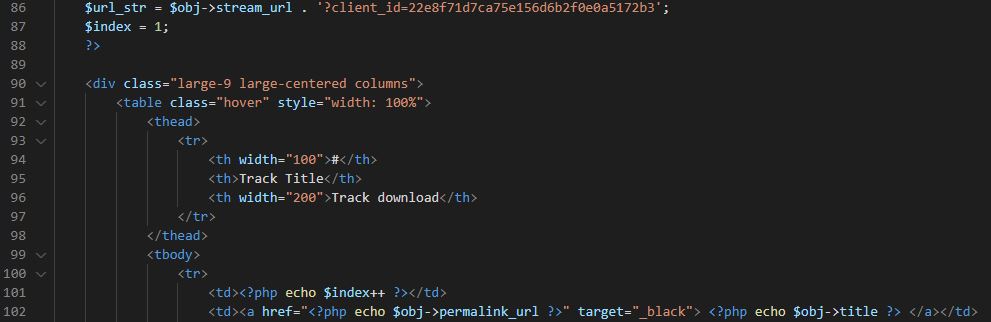 86 $url_str = $obj->stream_url . '?client_id=22e8f71d7ca75e156d6b2f0e0a5172b3';
87 $index = 1;
88 ?>
89
90 <div class="large-9 large-centered columns">
91 <table class="hover" style="width: 100%">
92 <thead>
93 <tr>
94 <th width="100">#</th>
95 <th>Track Title</th>
96 <th width="200">Track download</th>
97 </tr>
98 </thead>
99 <tbody>
100 <tr>
101 <td><?php echo $index++ ?></td>
102 <td><a href="<?php echo $obj->permalink_url ?>" target="_black"> <?php echo $obj->title ?> </a></td>